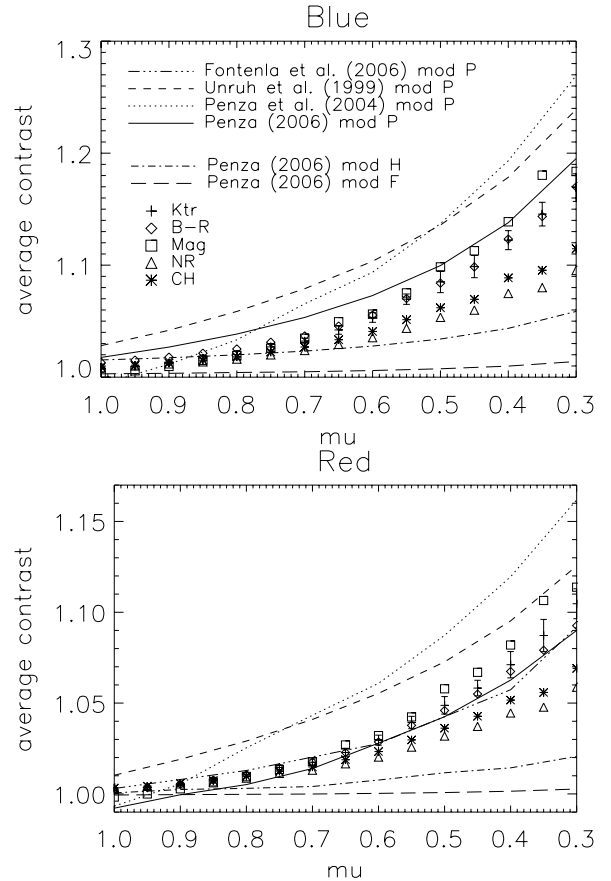 Blue
average contrast
1.3
1.2
1.1
1.0
Fontenla et al. (2006) mod P
Unruh et al. (1999) mod P
Penza et al. (2004) mod P
Penza (2006) mod P
Penza (2006) mod H
Penza (2006) mod F
Ktr
B-R
Mag
NR
CH
1.0 0.9 0.8 0.7 0.6 0.5 0.4 0.3
mu
Red
average contrast
1.15
1.10
1.05
1.00
1.0 0.9 0.8 0.7 0.6 0.5 0.4 0.3
mu